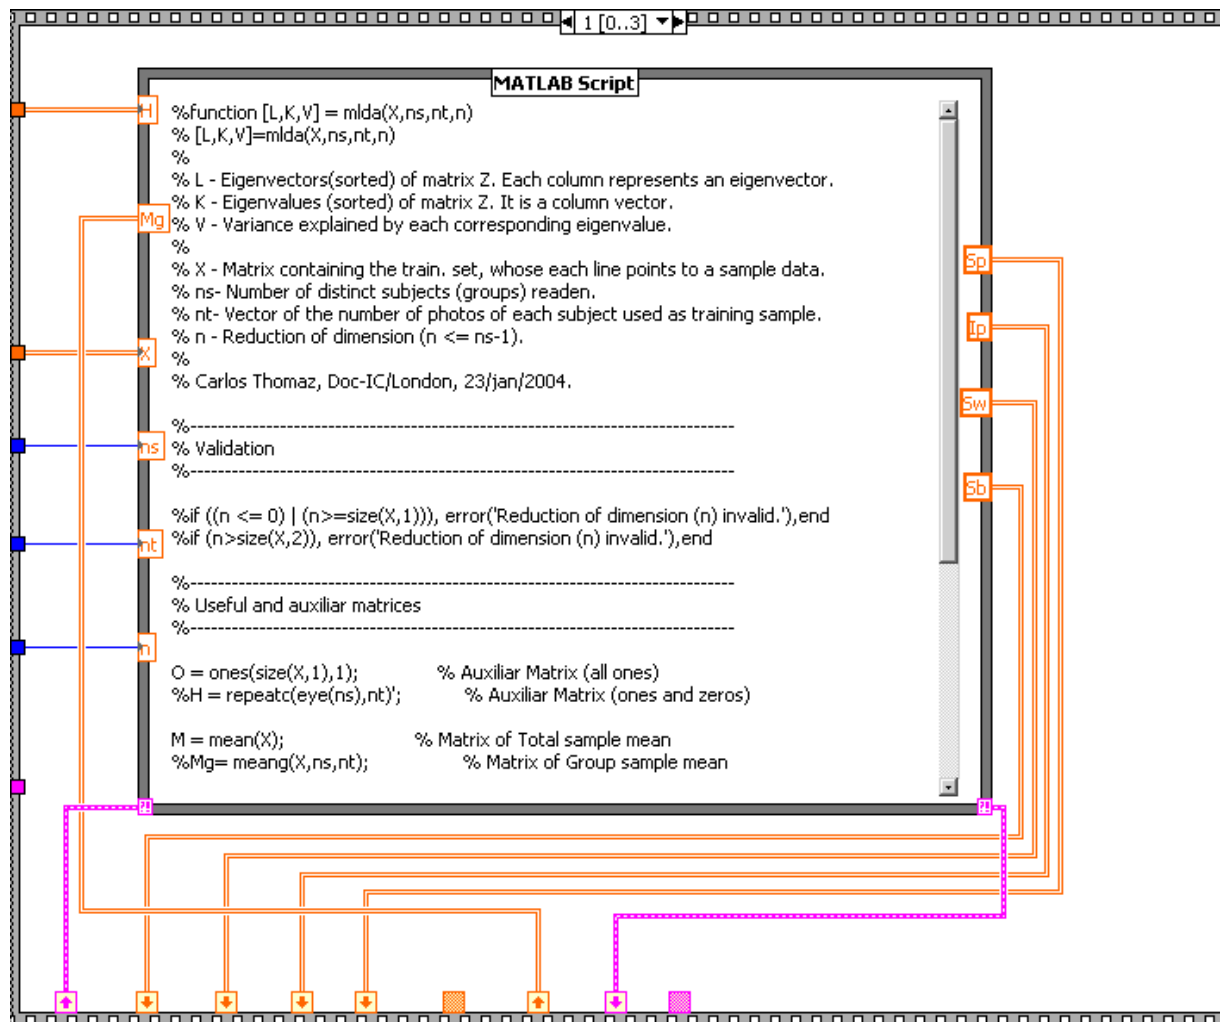 1 [0..3]
MATLAB Script
H
Mg
X
ns
nt
n
%function [L,K,V] = mlda(X,ns,nt,n)
% [L,K,V]=mlda(X,ns,nt,n)
%
% L - Eigenvectors(sorted) of matrix Z. Each column represents an eigenvector.
% K - Eigenvalues (sorted) of matrix Z. It is a column vector.
% V - Variance explained by each corresponding eigenvalue.
%
% X - Matrix containing the train. set, whose each line points to a sample data.
% ns- Number of distinct subjects (groups) readen.
% nt- Vector of the number of photos of each subject used as training sample.
% n - Reduction of dimension (n <= ns-1).
%
% Carlos Thomaz, Doc-IC/London, 23/jan/2004.
%-----------------------------------------------------------------------
% Validation
%-----------------------------------------------------------------------
%if ((n <= 0) | (n>=size(X,1))), error('Reduction of dimension (n) invalid.'),end
%if (n>size(X,2)), error('Reduction of dimension (n) invalid.'),end
%-----------------------------------------------------------------------
% Useful and auxiliar matrices
%-----------------------------------------------------------------------
O = ones(size(X,1),1); % Auxiliar Matrix (all ones)
%H = repeatc(eye(ns),nt)'; % Auxiliar Matrix (ones and zeros)
M = mean(X); % Matrix of Total sample mean
%Mg= meang(X,ns,nt); % Matrix of Group sample mean
Sp
Ip
Sw
Sb
?!
?!